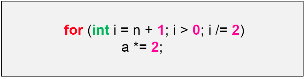 for (int i = n + 1; i > 0; i /= 2)
a *= 2;